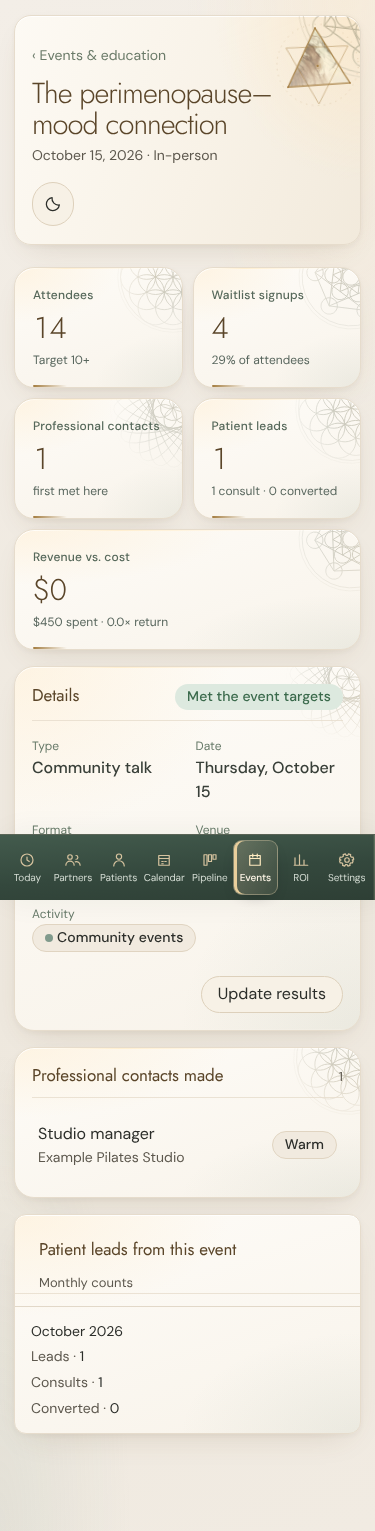 ‹ Events & education
The perimenopause–
mood connection
October 15, 2026 · In-person
Attendees
14
Target 10+
Waitlist signups
4
29% of attendees
Professional contacts
1
first met here
Patient leads
1
1 consult · 0 converted
Revenue vs. cost
$0
$450 spent · 0.0× return
Details
Met the event targets
Type
Community talk
Date
Thursday, October
15
Format
Venue
Today
Partners
Patients
Calendar
Pipeline
Events
ROI
Settings
Activity
Community events
Update results
Professional contacts made
1
Studio manager
Example Pilates Studio
Warm
Patient leads from this event
Monthly counts
October 2026
Leads · 1
Consults · 1
Converted · 0